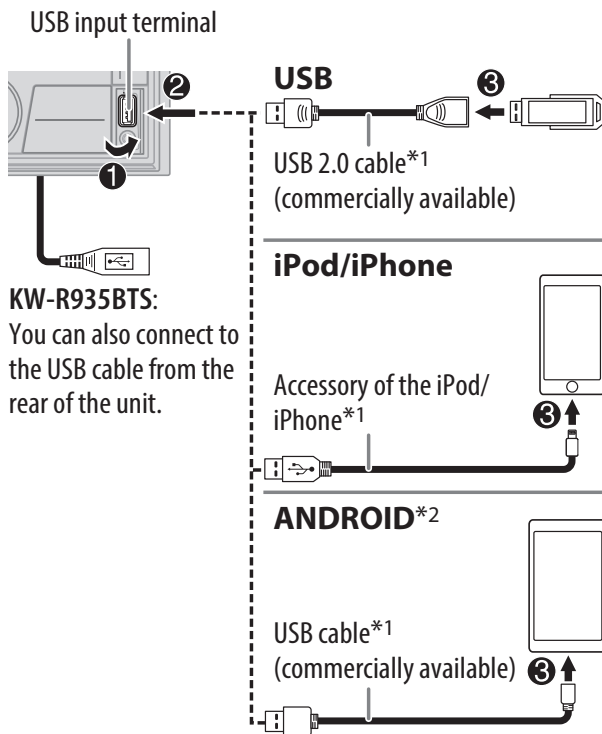 USB input terminal
❷
❶
KW-R935BTS:
You can also connect to
the USB cable from the
rear of the unit.
USB
❸
USB 2.0 cable*1
(commercially available)
iPod/iPhone
Accessory of the iPod/
iPhone*1
❸
ANDROID*2
USB cable*1
(commercially available)
❸